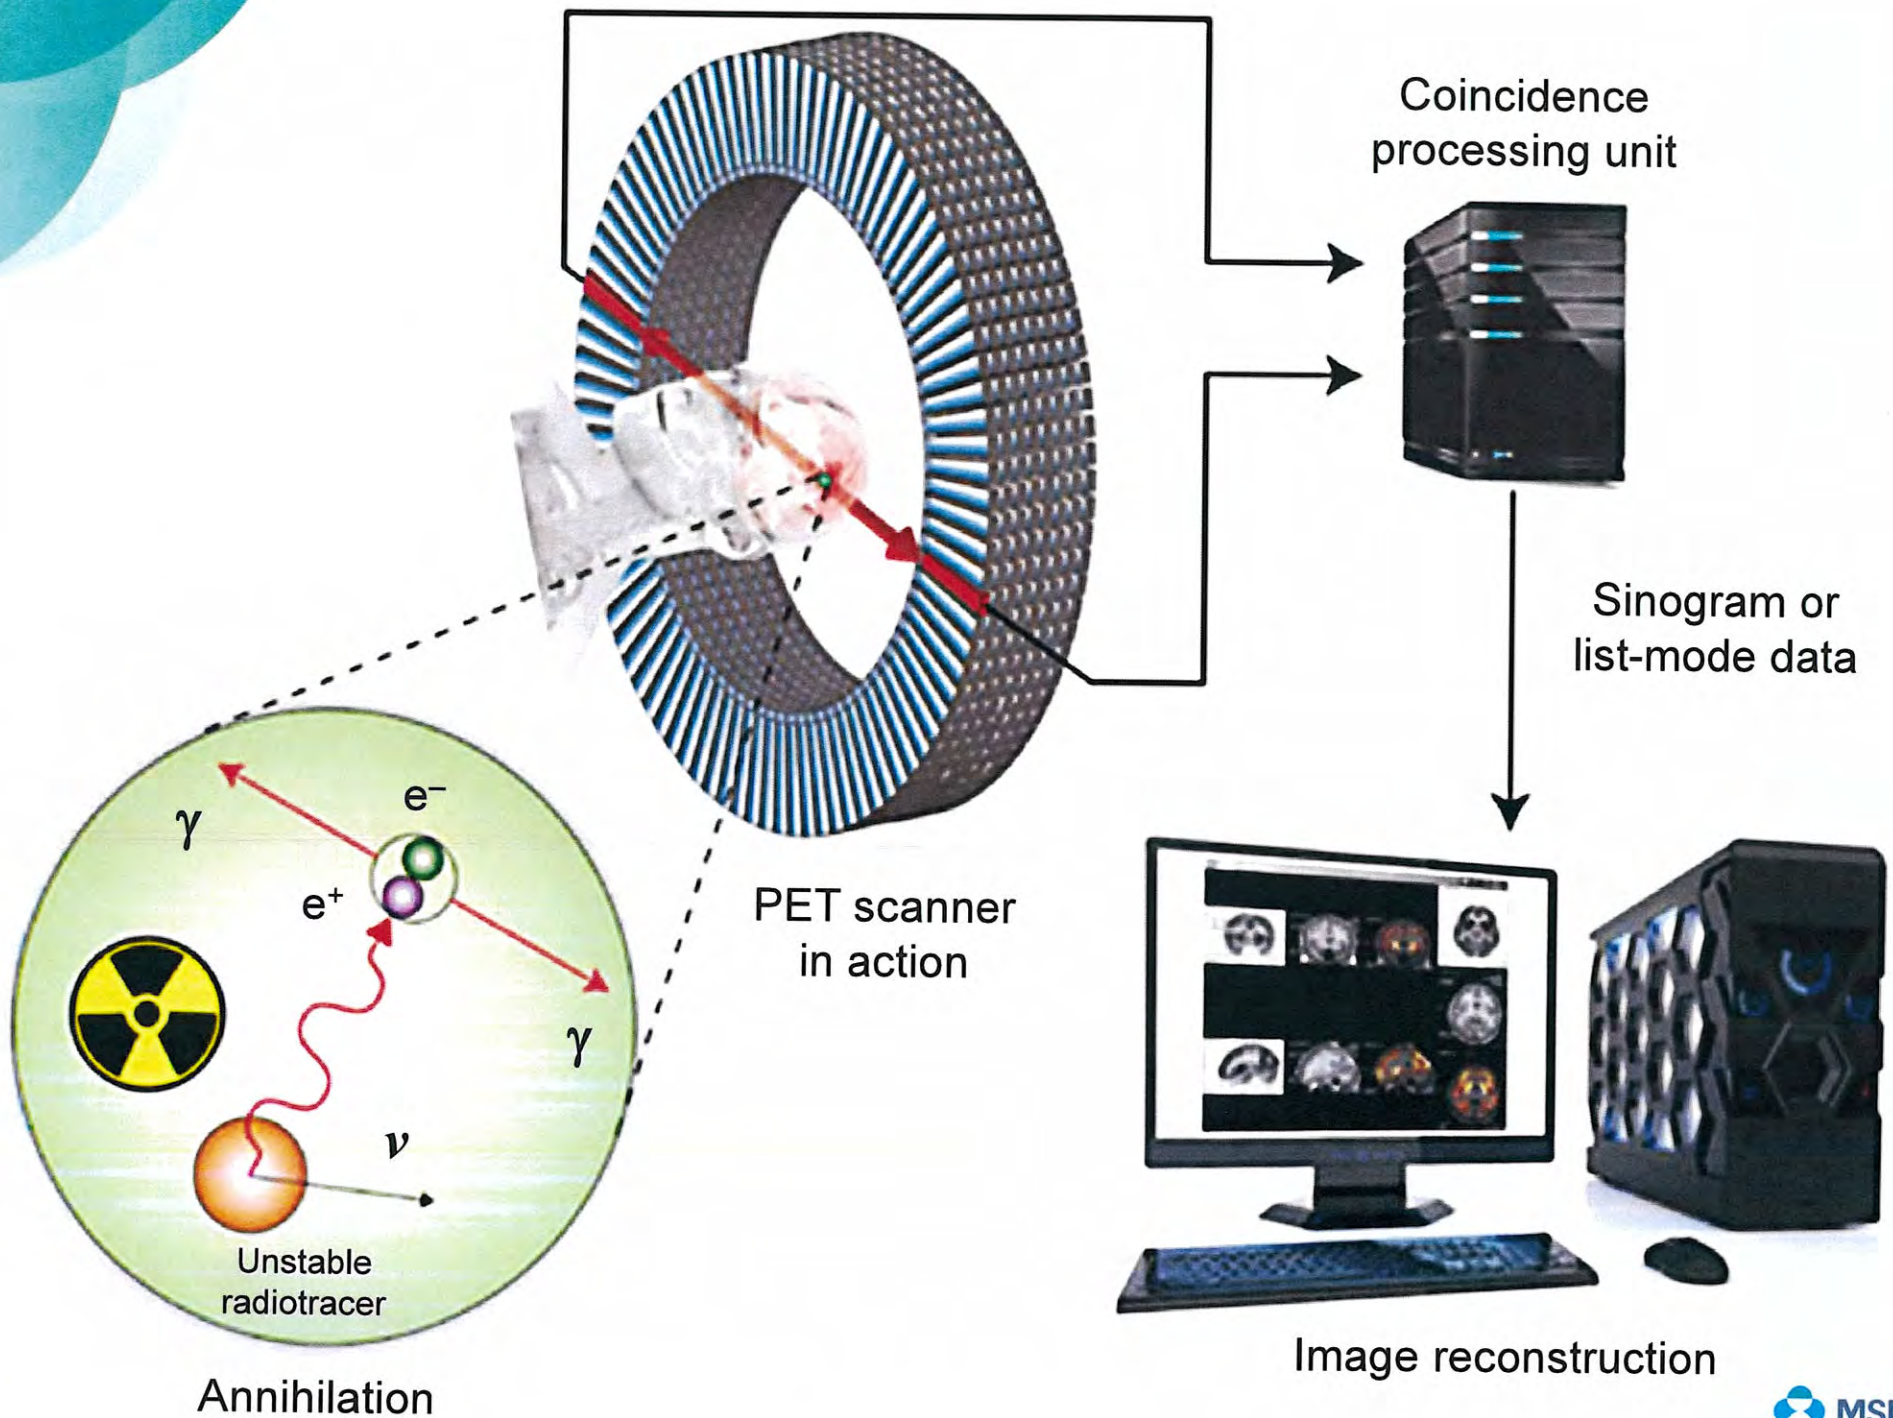 Coincidence
processing unit
Sinogram or
list-mode data
γ
e⁻
e⁺
γ
ν
Unstable
radiotracer
Annihilation
PET scanner
in action
Image reconstruction